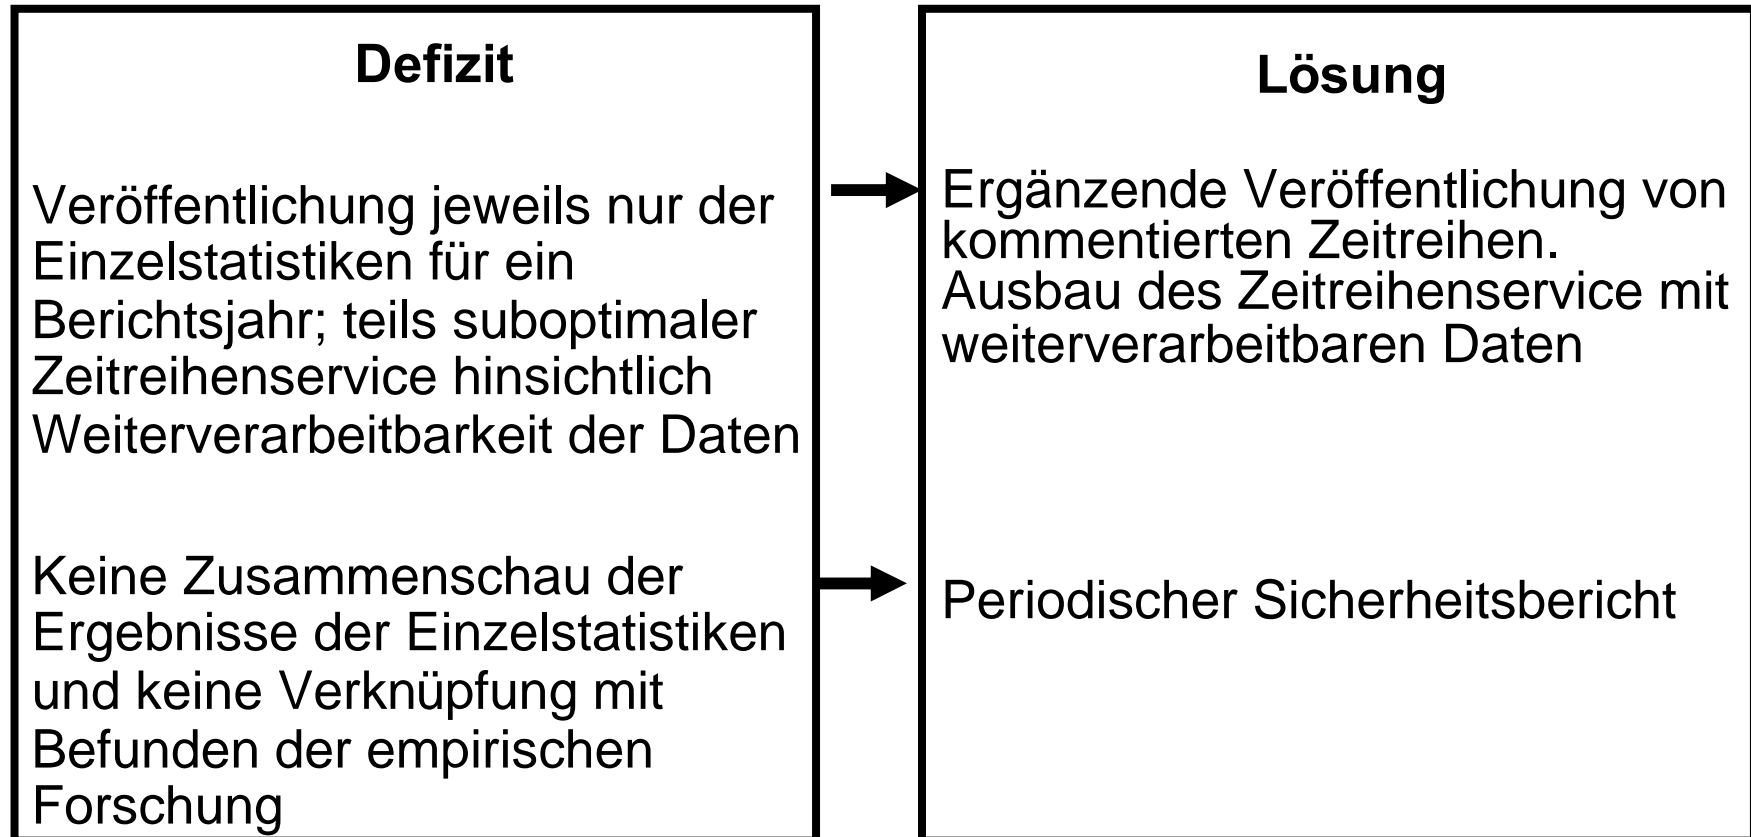 Defizit
Veröffentlichung jeweils nur der
Einzelstatistiken für ein
Berichtsjahr; teils suboptimaler
Zeitreihenservice hinsichtlich
Weiterverarbeitbarkeit der Daten
Keine Zusammenschau der
Ergebnisse der Einzelstatistiken
und keine Verknüpfung mit
Befunden der empirischen
Forschung
Lösung
Ergänzende Veröffentlichung von
kommentierten Zeitreihen.
Ausbau des Zeitreihenservice mit
weiterverarbeitbaren Daten
Periodischer Sicherheitsbericht